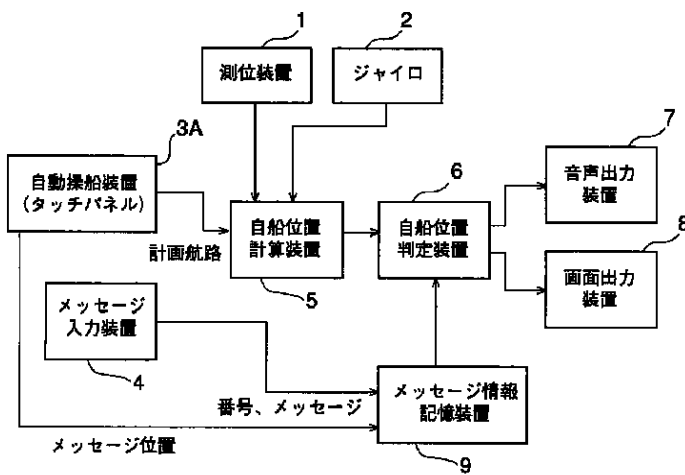 1
2
測位装置
ジャイロ
3A
自動操船装置
(タッチパネル)
7
音声出力
装置
6
自船位置
計算装置
自船位置
判定装置
計画航路
8
画面出力
装置
5
メッセージ
入力装置
4
番号、メッセージ
メッセージ情報
記憶装置
メッセージ位置
9